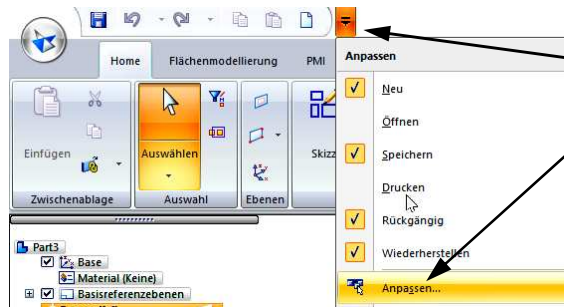 Home Flächenmodellierung PMI
Anpassen
Neu
Öffnen
Speichern
Drucken
Rückgängig
Wiederherstellen
Anpassen...
Einfügen
Auswählen
Skizz
Zwischenablage Auswahl Ebenen
Part3
Base
Material (Keine)
Basisreferenzebenen